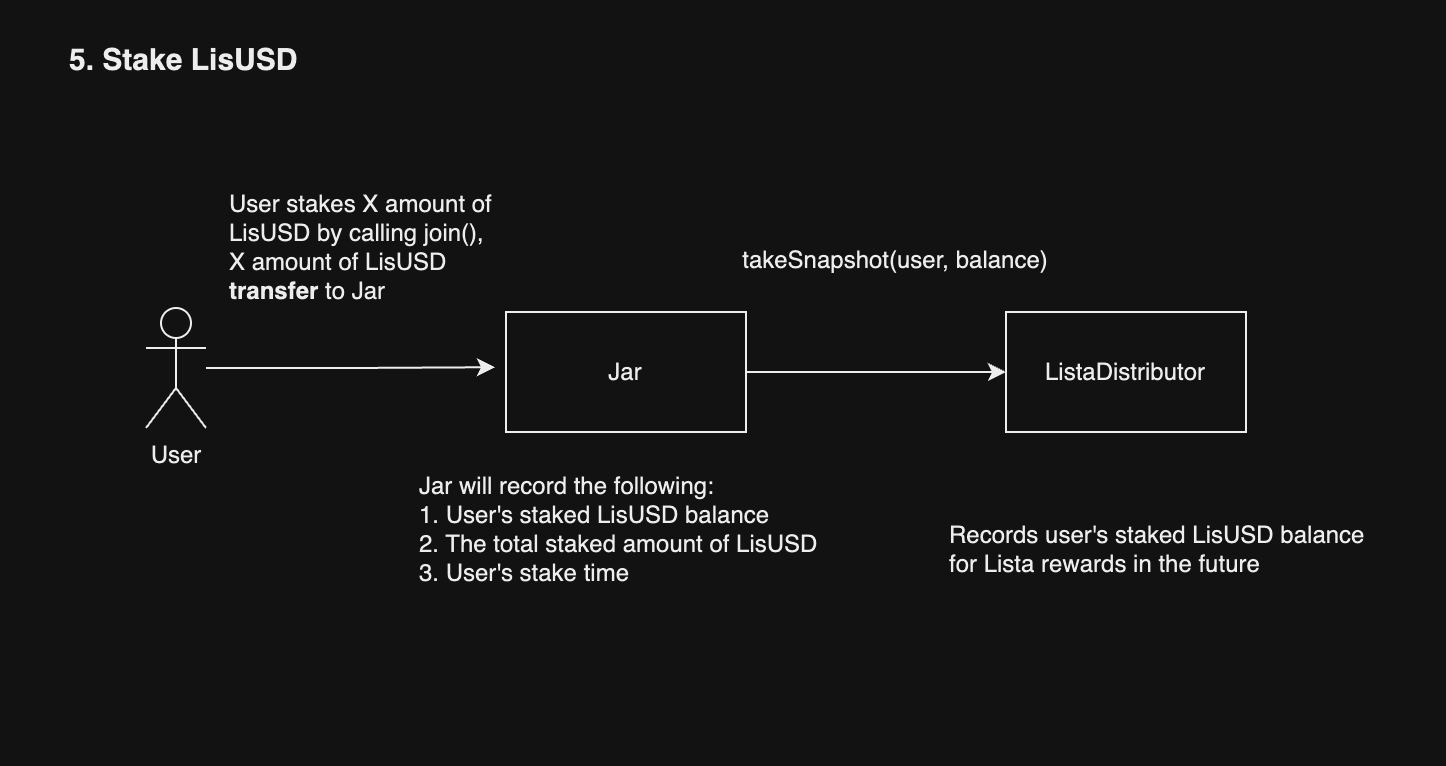 5. Stake LisUSD
User stakes X amount of
LisUSD by calling join(),
X amount of LisUSD
transfer to Jar
takeSnapshot(user, balance)
Jar
ListaDistributor
User
Jar will record the following:
1. User's staked LisUSD balance
2. The total staked amount of LisUSD
3. User's stake time
Records user's staked LisUSD balance
for Lista rewards in the future